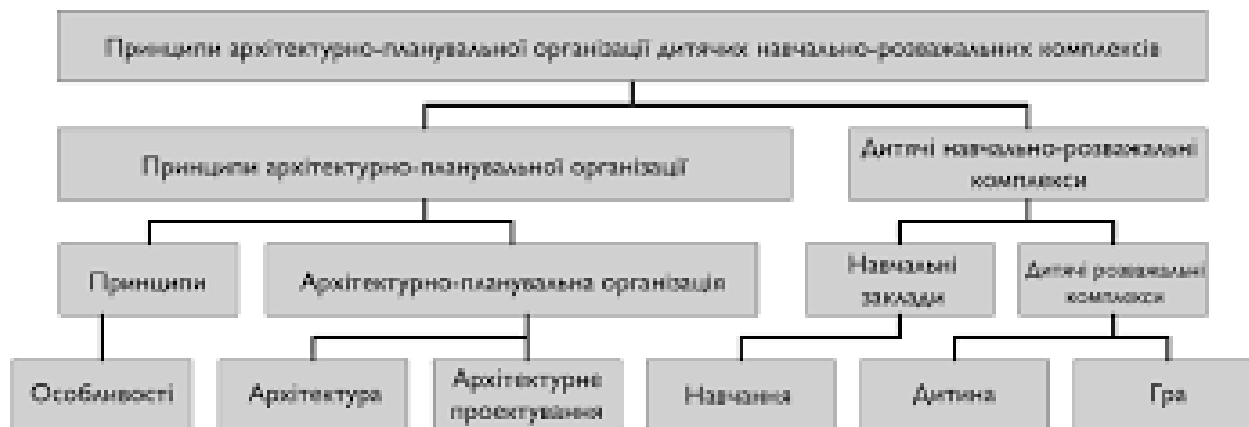 Принципи архітектурно-планувальної організації дитячих навчально-розважальних комплексів
Принципи архітектурно-планувальної організації
Дитячі навчально-розважальні
комплекси
Принципи
Архітектурно-планувальна організація
Навчальні
заклади
Дитячі розважальні
комплекси
Особливості
Архітектура
Архітектурне
проектування
Навчання
Дитина
Гра